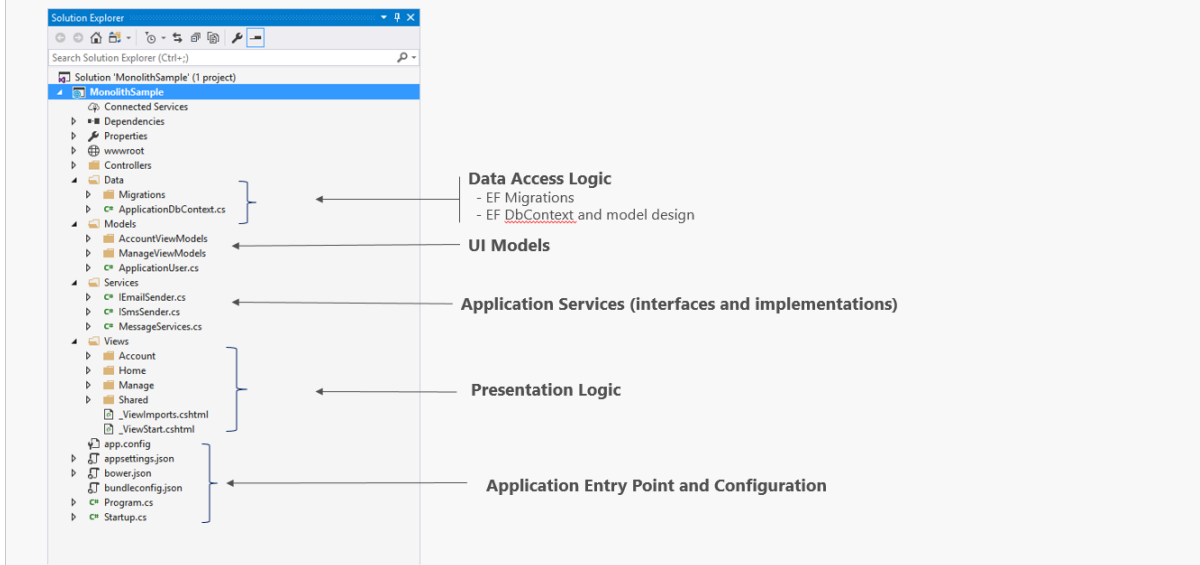 Solution Explorer
Search Solution Explorer (Ctrl+;)
Solution 'MonolithSample' (1 project)
MonolithSample
Connected Services
Dependencies
Properties
wwwroot
Controllers
Data
Migrations
ApplicationDbContext.cs
Models
AccountViewModels
ManageViewModels
C# ApplicationUser.cs
Services
C# IEmailSender.cs
C# ISmsSender.cs
C# MessageServices.cs
Views
Account
Home
Manage
Shared
_ViewImports.cshtml
_ViewStart.cshtml
app.config
appsettings.json
bower.json
bundleconfig.json
C# Program.cs
C# Startup.cs
Data Access Logic
- EF Migrations
- EF DbContext and model design
UI Models
Application Services (interfaces and implementations)
Presentation Logic
Application Entry Point and Configuration